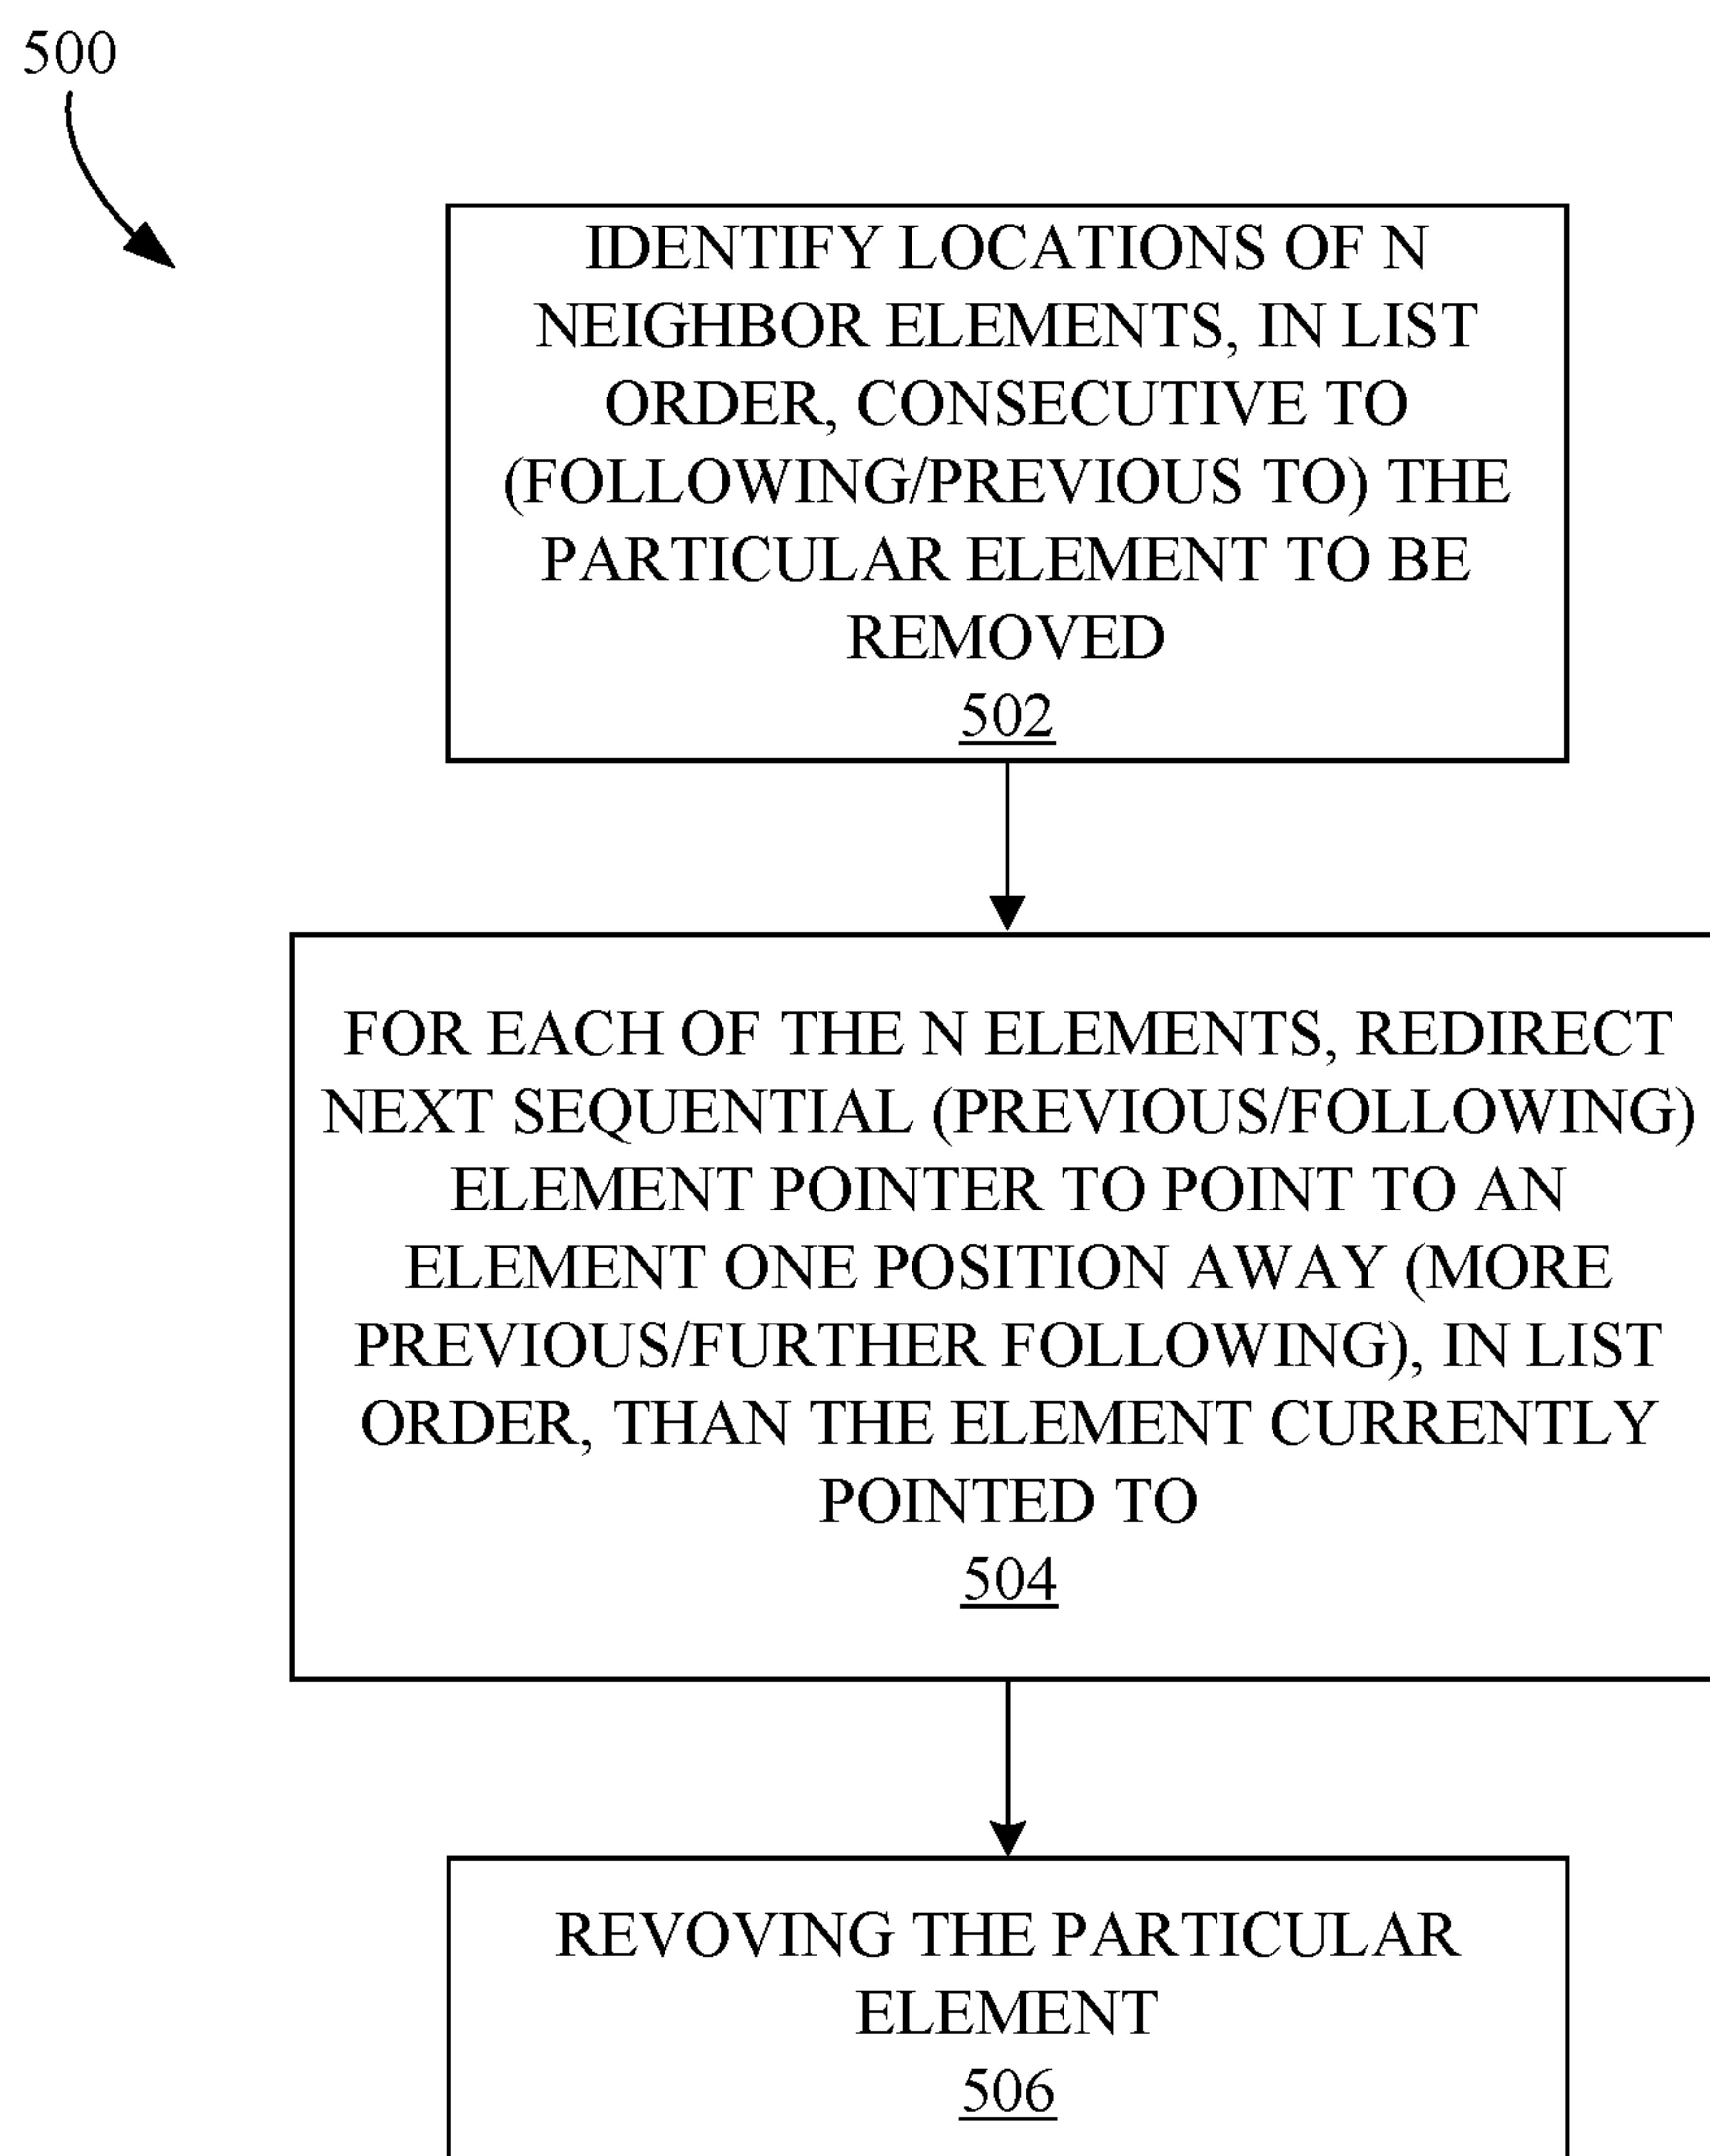 500
IDENTIFY LOCATIONS OF N
NEIGHBOR ELEMENTS, IN LIST
ORDER, CONSECUTIVE TO
(FOLLOWING/PREVIOUS TO) THE
PARTICULAR ELEMENT TO BE
REMOVED
502
FOR EACH OF THE N ELEMENTS, REDIRECT
NEXT SEQUENTIAL (PREVIOUS/FOLLOWING)
ELEMENT POINTER TO POINT TO AN
ELEMENT ONE POSITION AWAY (MORE
PREVIOUS/FURTHER FOLLOWING), IN LIST
ORDER, THAN THE ELEMENT CURRENTLY
POINTED TO
504
REVOVING THE PARTICULAR
ELEMENT
506